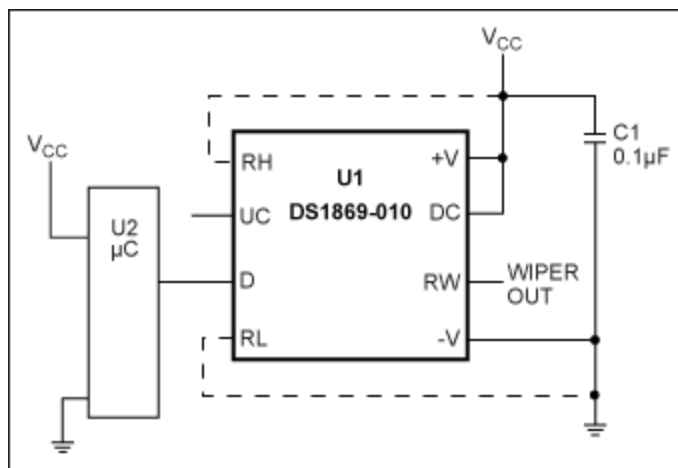 VCC
C1
0.1µF
VCC
RH
+V
U1
DS1869-010
UC
DC
U2
µC
D
RW
WIPER
OUT
RL
-V